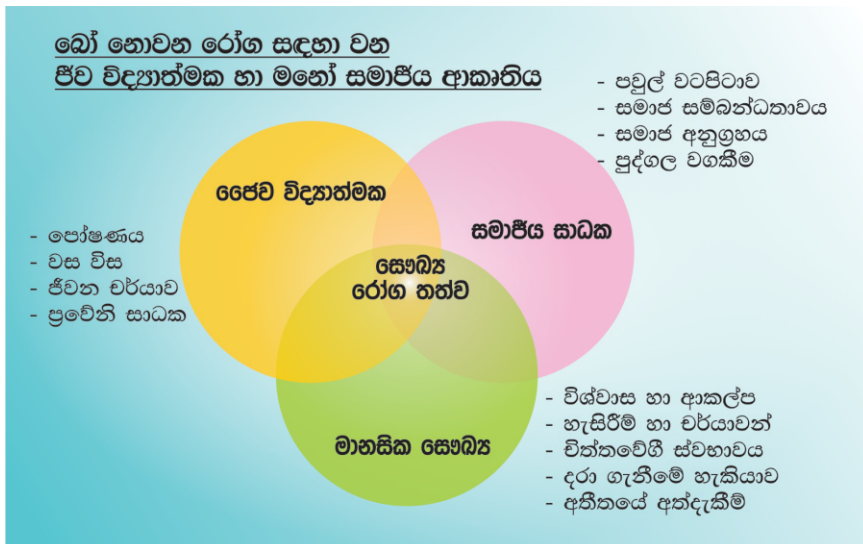 බෝ නොවන රෝග සඳහා වන
ජීව විද්‍යාත්මක හා මනෝ සමාජීය ආකෘතිය
- පවුල් වටපිටාව
- සමාජ සම්බන්ධතාවය
- සමාජ අනුග්‍රහය
- පුද්ගල වගකීම
ජෛව විද්‍යාත්මක
සමාජීය සාධක
- පෝෂණය
- වස විස
- ජීවන චර්යාව
- ප්‍රවේනි සාධක
සෞඛ්‍ය
රෝග තත්ව
මානසික සෞඛ්‍ය
- විශ්වාස හා ආකල්ප
- හැසිරීම් හා චර්යාවන්
- චිත්තවේගී ස්වභාවය
- දරා ගැනීමේ හැකියාව
- අතීතයේ අත්දැකීම්